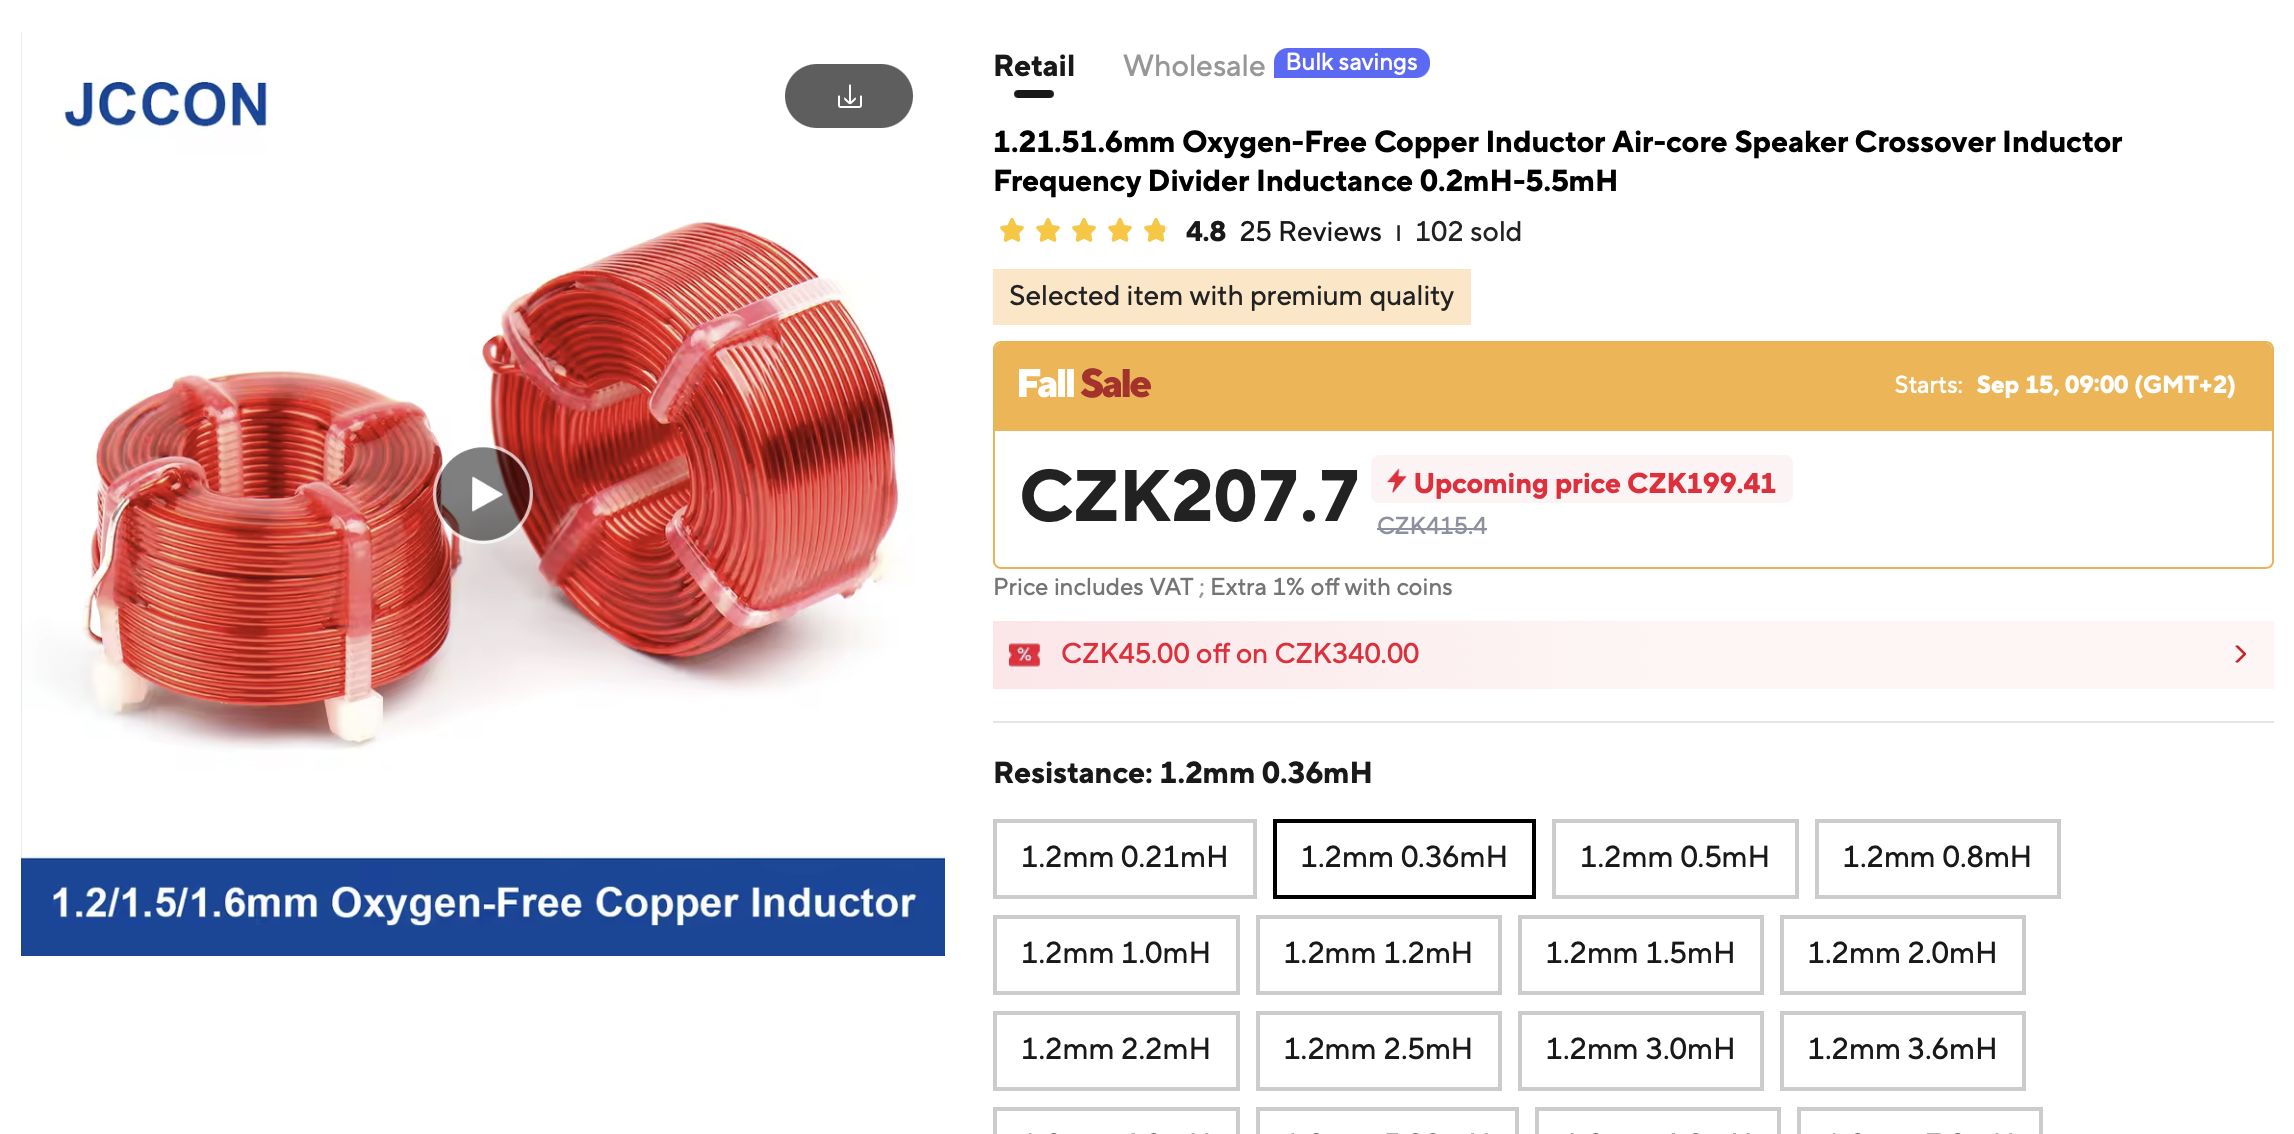 JCCON
1.2/1.5/1.6mm Oxygen-Free Copper Inductor
Retail
Wholesale
Bulk savings
1.21.51.6mm Oxygen-Free Copper Inductor Air-core Speaker Crossover Inductor
Frequency Divider Inductance 0.2mH-5.5mH
4.8 25 Reviews | 102 sold
Selected item with premium quality
Fall Sale
Starts: Sep 15, 09:00 (GMT+2)
CZK207.7
Upcoming price CZK199.41
CZK415.4
Price includes VAT ; Extra 1% off with coins
% CZK45.00 off on CZK340.00
Resistance: 1.2mm 0.36mH
1.2mm 0.21mH
1.2mm 0.36mH
1.2mm 0.5mH
1.2mm 0.8mH
1.2mm 1.0mH
1.2mm 1.2mH
1.2mm 1.5mH
1.2mm 2.0mH
1.2mm 2.2mH
1.2mm 2.5mH
1.2mm 3.0mH
1.2mm 3.6mH